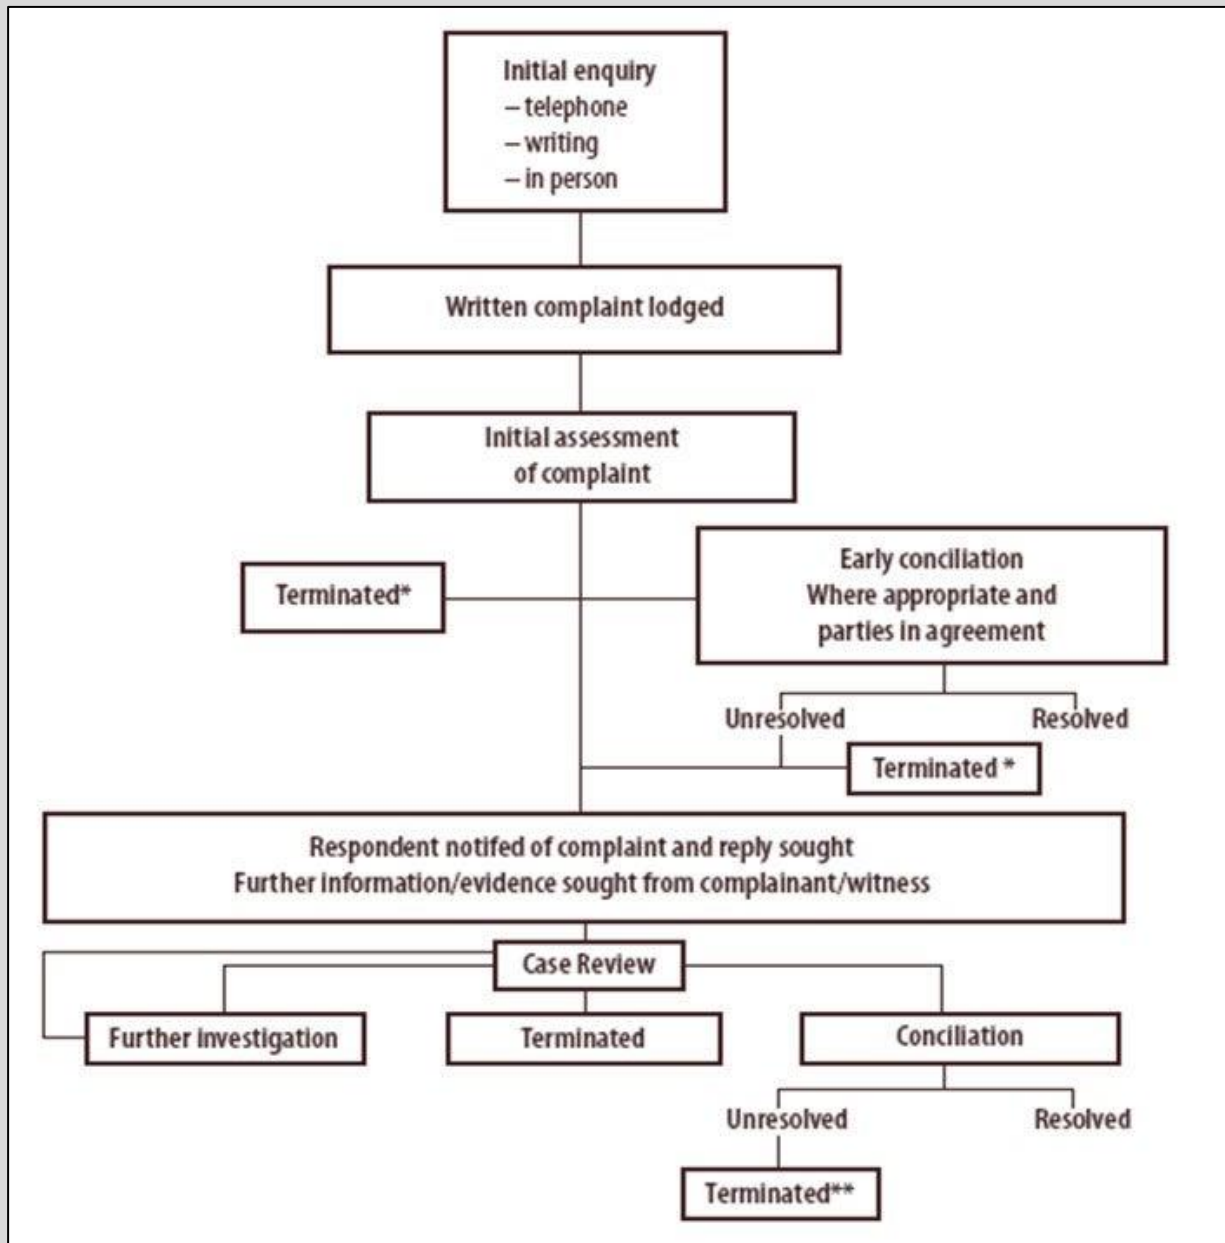 Initial enquiry
– telephone
– writing
– in person
Written complaint lodged
Initial assessment
of complaint
Terminated*
Early conciliation
Where appropriate and
parties in agreement
Unresolved
Resolved
Terminated *
Respondent notifed of complaint and reply sought
Further information/evidence sought from complainant/witness
Case Review
Further investigation
Terminated
Conciliation
Unresolved
Resolved
Terminated**